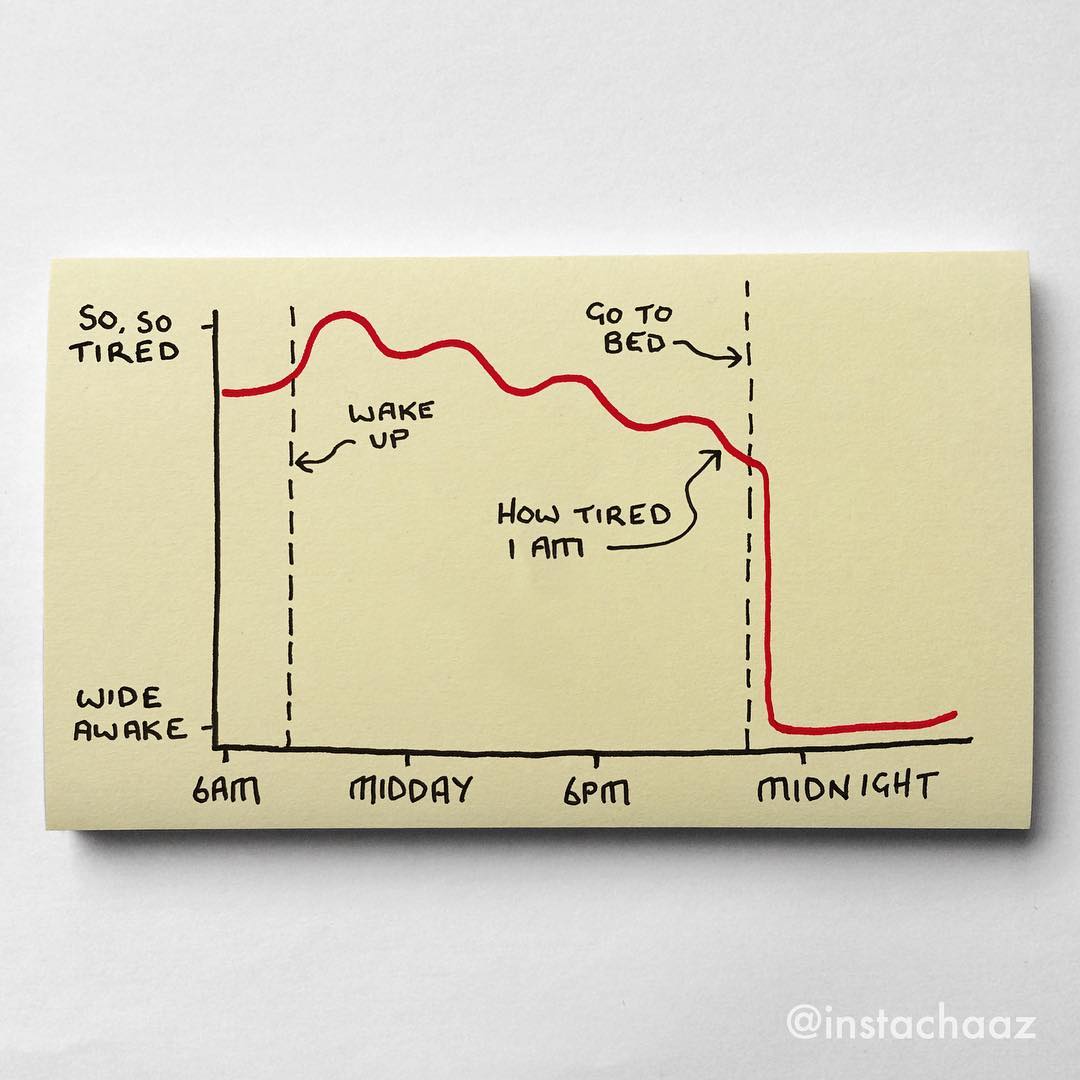 SO, SO
TIRED
GO TO
BED
WAKE
UP
HOW TIRED
I AM
WIDE
AWAKE
6AM MIDDAY 6PM MIDNIGHT
@instachaaz